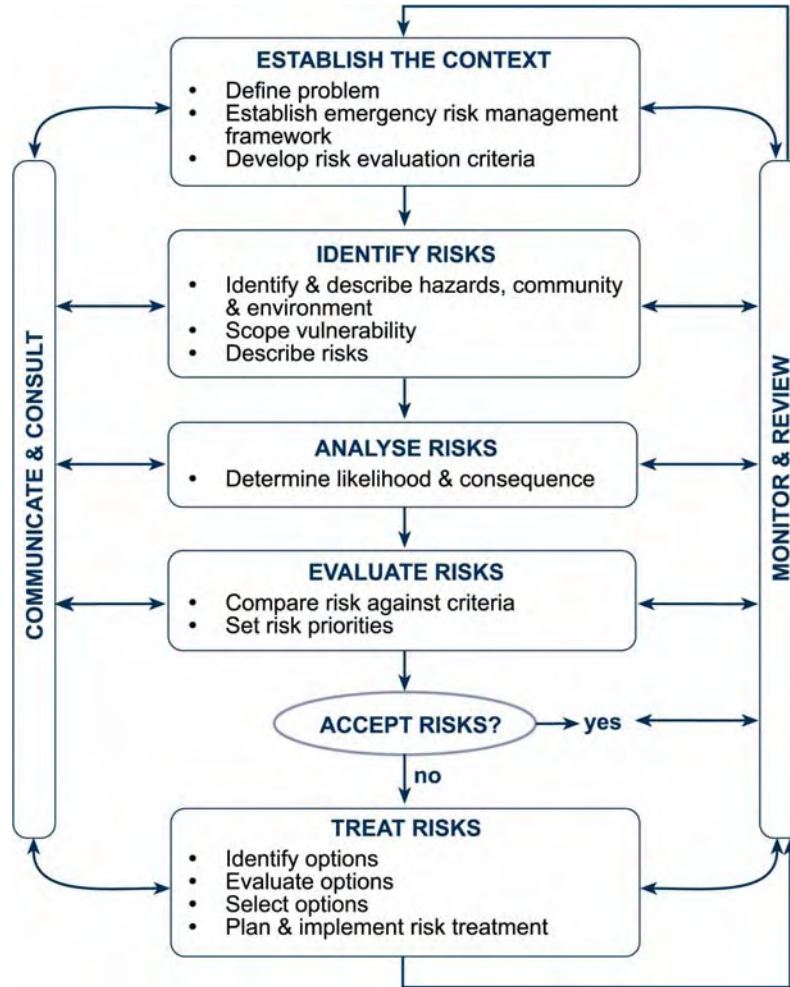 ESTABLISH THE CONTEXT
• Define problem
• Establish emergency risk management
framework
• Develop risk evaluation criteria
IDENTIFY RISKS
• Identify & describe hazards, community
& environment
• Scope vulnerability
• Describe risks
ANALYSE RISKS
• Determine likelihood & consequence
EVALUATE RISKS
• Compare risk against criteria
• Set risk priorities
ACCEPT RISKS?
yes
no
TREAT RISKS
• Identify options
• Evaluate options
• Select options
• Plan & implement risk treatment
COMMUNICATE & CONSULT
MONITOR & REVIEW